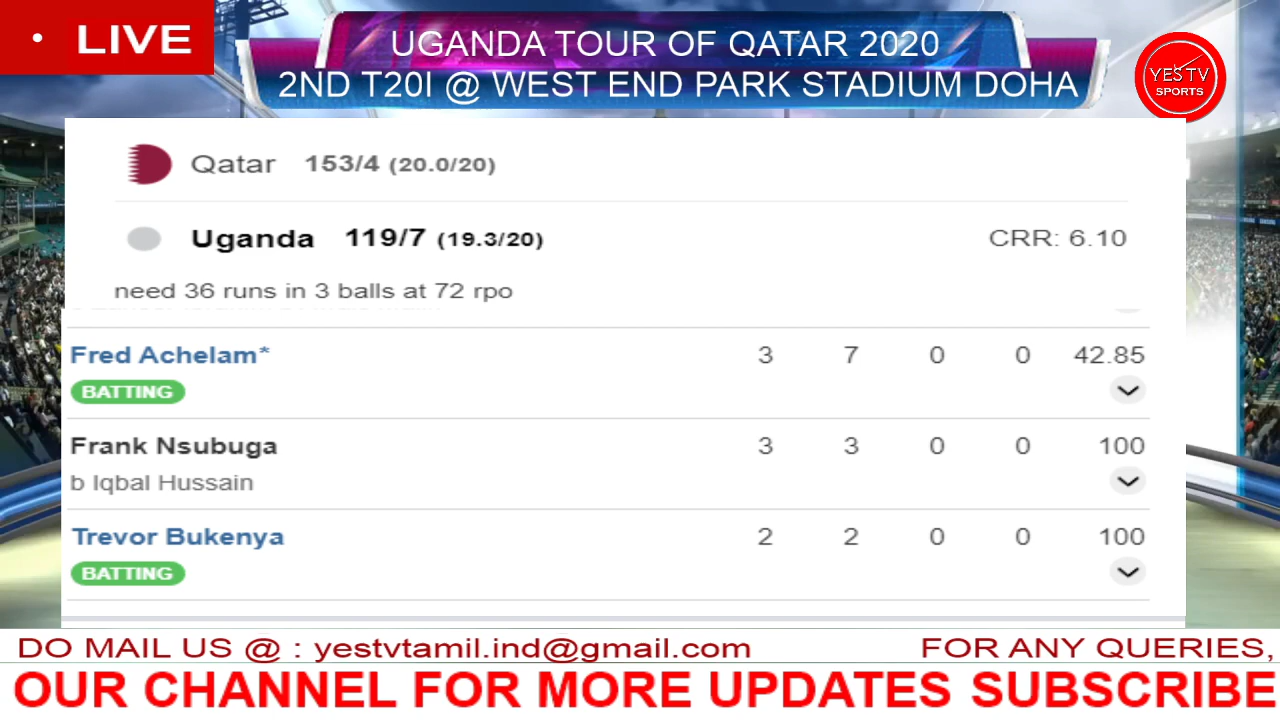 • LIVE
UGANDA TOUR OF QATAR 2020
2ND T20I @ WEST END PARK STADIUM DOHA
YES TV
SPORTS
Qatar 153/4 (20.0/20)
Uganda 119/7 (19.3/20) CRR: 6.10
need 36 runs in 3 balls at 72 rpo
Fred Achelam* 3 7 0 0 42.85
BATTING
Frank Nsubuga 3 3 0 0 100
b Iqbal Hussain
Trevor Bukenya 2 2 0 0 100
BATTING
DO MAIL US @ : yestvtamil.ind@gmail.com FOR ANY QUERIES,
OUR CHANNEL FOR MORE UPDATES SUBSCRIBE